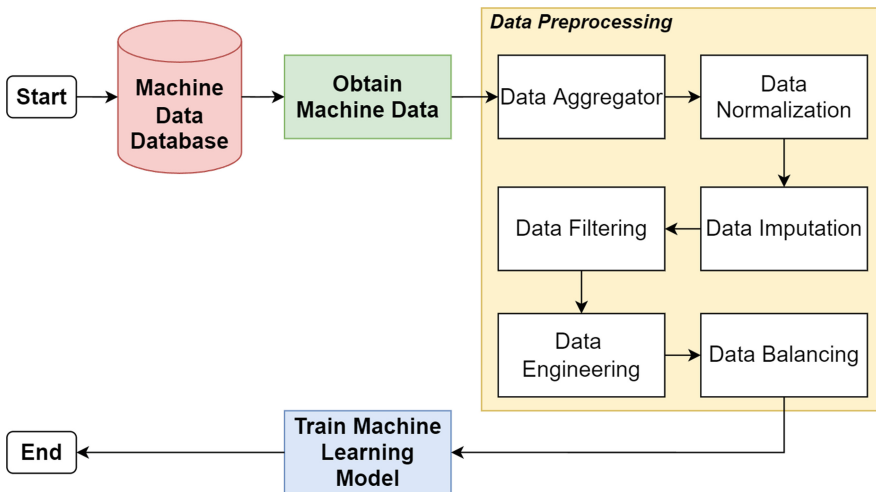 Data Preprocessing
Start
Machine
Data
Database
Obtain
Machine Data
Data Aggregator
Data
Normalization
Data Filtering
Data Imputation
Data
Engineering
Data Balancing
Train Machine
Learning
Model
End